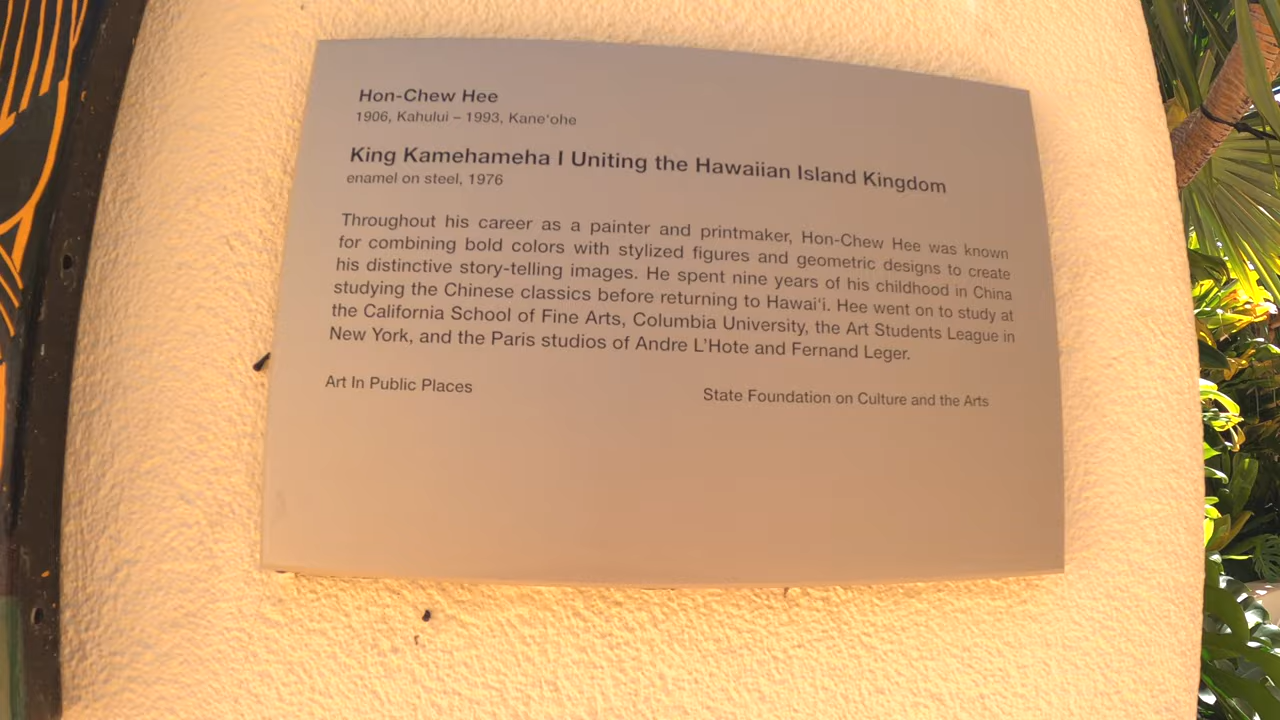 Hon-Chew Hee
1906, Kahului – 1993, Kane‘ohe
King Kamehameha I Uniting the Hawaiian Island Kingdom
enamel on steel, 1976
Throughout his career as a painter and printmaker, Hon-Chew Hee was known
for combining bold colors with stylized figures and geometric designs to create
his distinctive story-telling images. He spent nine years of his childhood in China
studying the Chinese classics before returning to Hawai‘i. Hee went on to study at
the California School of Fine Arts, Columbia University, the Art Students League in
New York, and the Paris studios of Andre L’Hote and Fernand Leger.
Art In Public Places
State Foundation on Culture and the Arts